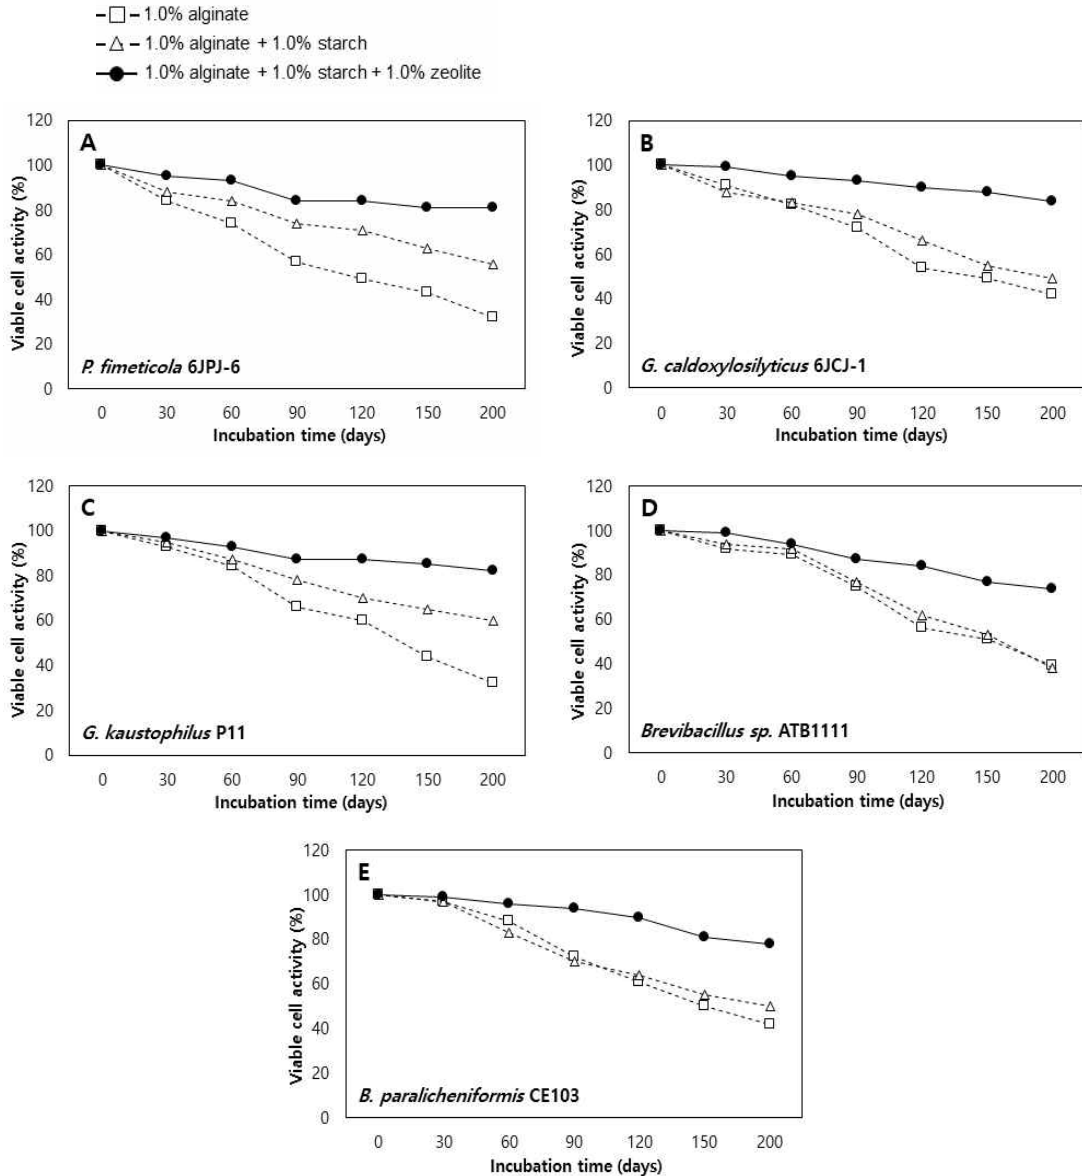 1.0% alginate
1.0% alginate + 1.0% starch
1.0% alginate + 1.0% starch + 1.0% zeolite
A
Viable cell activity (%)
120
100
80
60
40
20
0
P. fimeticola 6JPJ-6
0 30 60 90 120 150 200
Incubation time (days)
B
Viable cell activity (%)
120
100
80
60
40
20
0
G. caldoxylosilyticus 6JCJ-1
0 30 60 90 120 150 200
Incubation time (days)
C
Viable cell activity (%)
120
100
80
60
40
20
0
G. kaustophilus P11
0 30 60 90 120 150 200
Incubation time (days)
D
Viable cell activity (%)
120
100
80
60
40
20
0
Brevibacillus sp. ATB1111
0 30 60 90 120 150 200
Incubation time (days)
E
Viable cell activity (%)
120
100
80
60
40
20
0
B. paralicheniformis CE103
0 30 60 90 120 150 200
Incubation time (days)